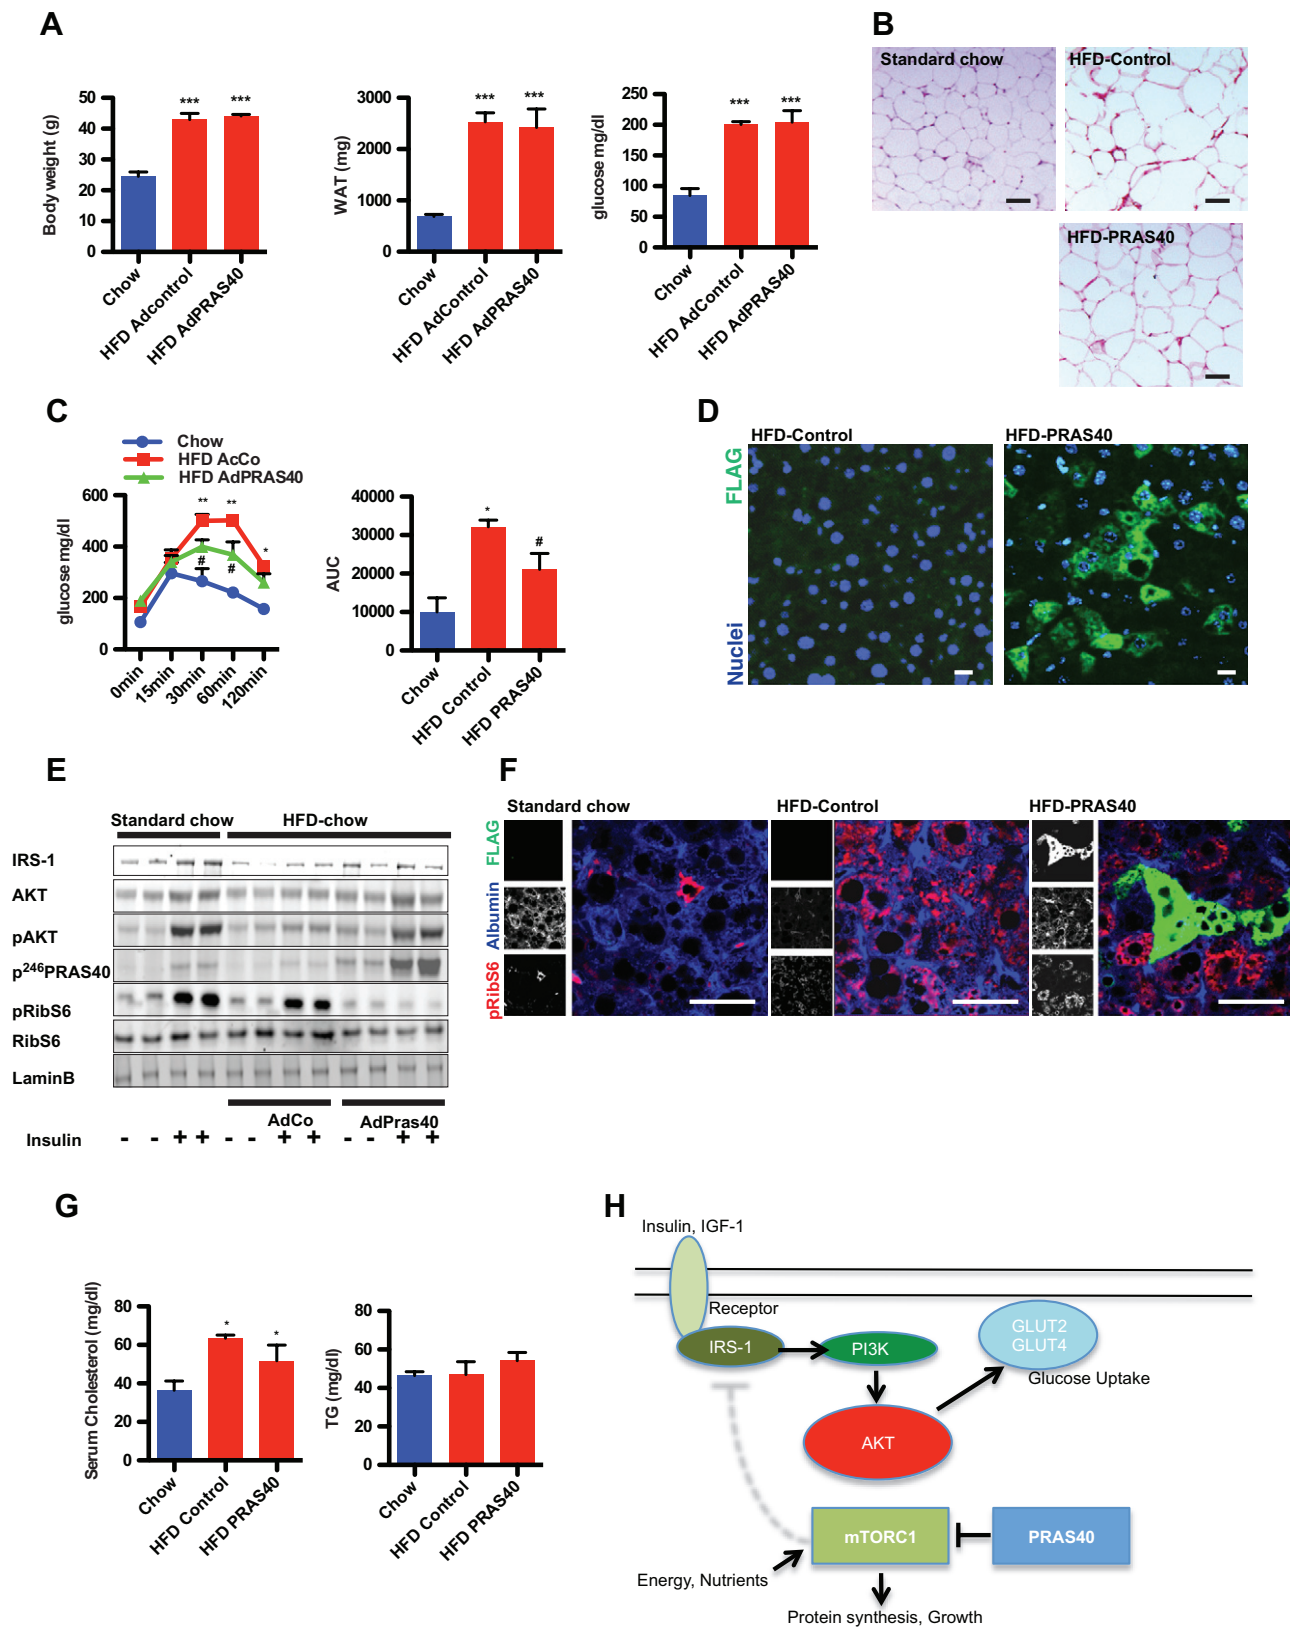 A
Body weight (g)
50
40
30
20
10
0
***
***
Chow
HFD Adcontrol
HFD AdPRAS40
WAT (mg)
3000
2000
1000
0
***
***
Chow
HFD AdControl
HFD AdPRAS40
glucose mg/dl
250
200
150
100
50
0
***
***
Chow
HFD AdControl
HFD AdPRAS40
B
Standard chow
HFD-Control
HFD-PRAS40
C
Chow
HFD AcCo
HFD AdPRAS40
glucose mg/dl
600
400
200
0
**
**
*
#
#
0min
15min
30min
60min
120min
AUC
40000
30000
20000
10000
0
*
#
Chow
HFD Control
HFD PRAS40
D
HFD-Control
HFD-PRAS40
FLAG
Nuclei
E
Standard chow
HFD-chow
IRS-1
AKT
pAKT
p246PRAS40
pRibS6
RibS6
LaminB
AdCo
AdPras40
Insulin - - + + - - + + - - + +
F
Standard chow
HFD-Control
HFD-PRAS40
FLAG
Albumin
pRibS6
G
Serum Cholesterol (mg/dl)
80
60
40
20
0
*
*
Chow
HFD Control
HFD PRAS40
TG (mg/dl)
80
60
40
20
0
Chow
HFD Control
HFD PRAS40
H
Insulin, IGF-1
Receptor
IRS-1
PI3K
GLUT2
GLUT4
Glucose Uptake
AKT
mTORC1
PRAS40
Energy, Nutrients
Protein synthesis, Growth